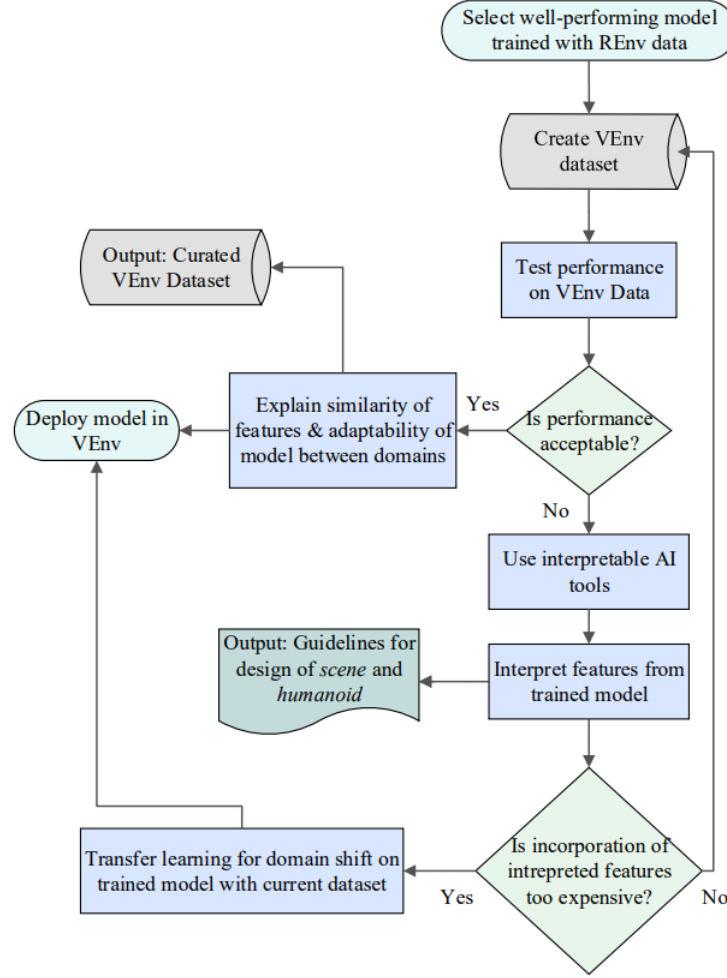 Select well-performing model
trained with REnv data
Create VEnv
dataset
Output: Curated
VEnv Dataset
Test performance
on VEnv Data
Deploy model in
VEnv
Explain similarity of
features & adaptability of
model between domains
Yes
Is performance
acceptable?
No
Use interpretable AI
tools
Output: Guidelines for
design of scene and
humanoid
Interpret features from
trained model
Transfer learning for domain shift on
trained model with current dataset
Yes
Is incorporation of
intrepreted features
too expensive?
No